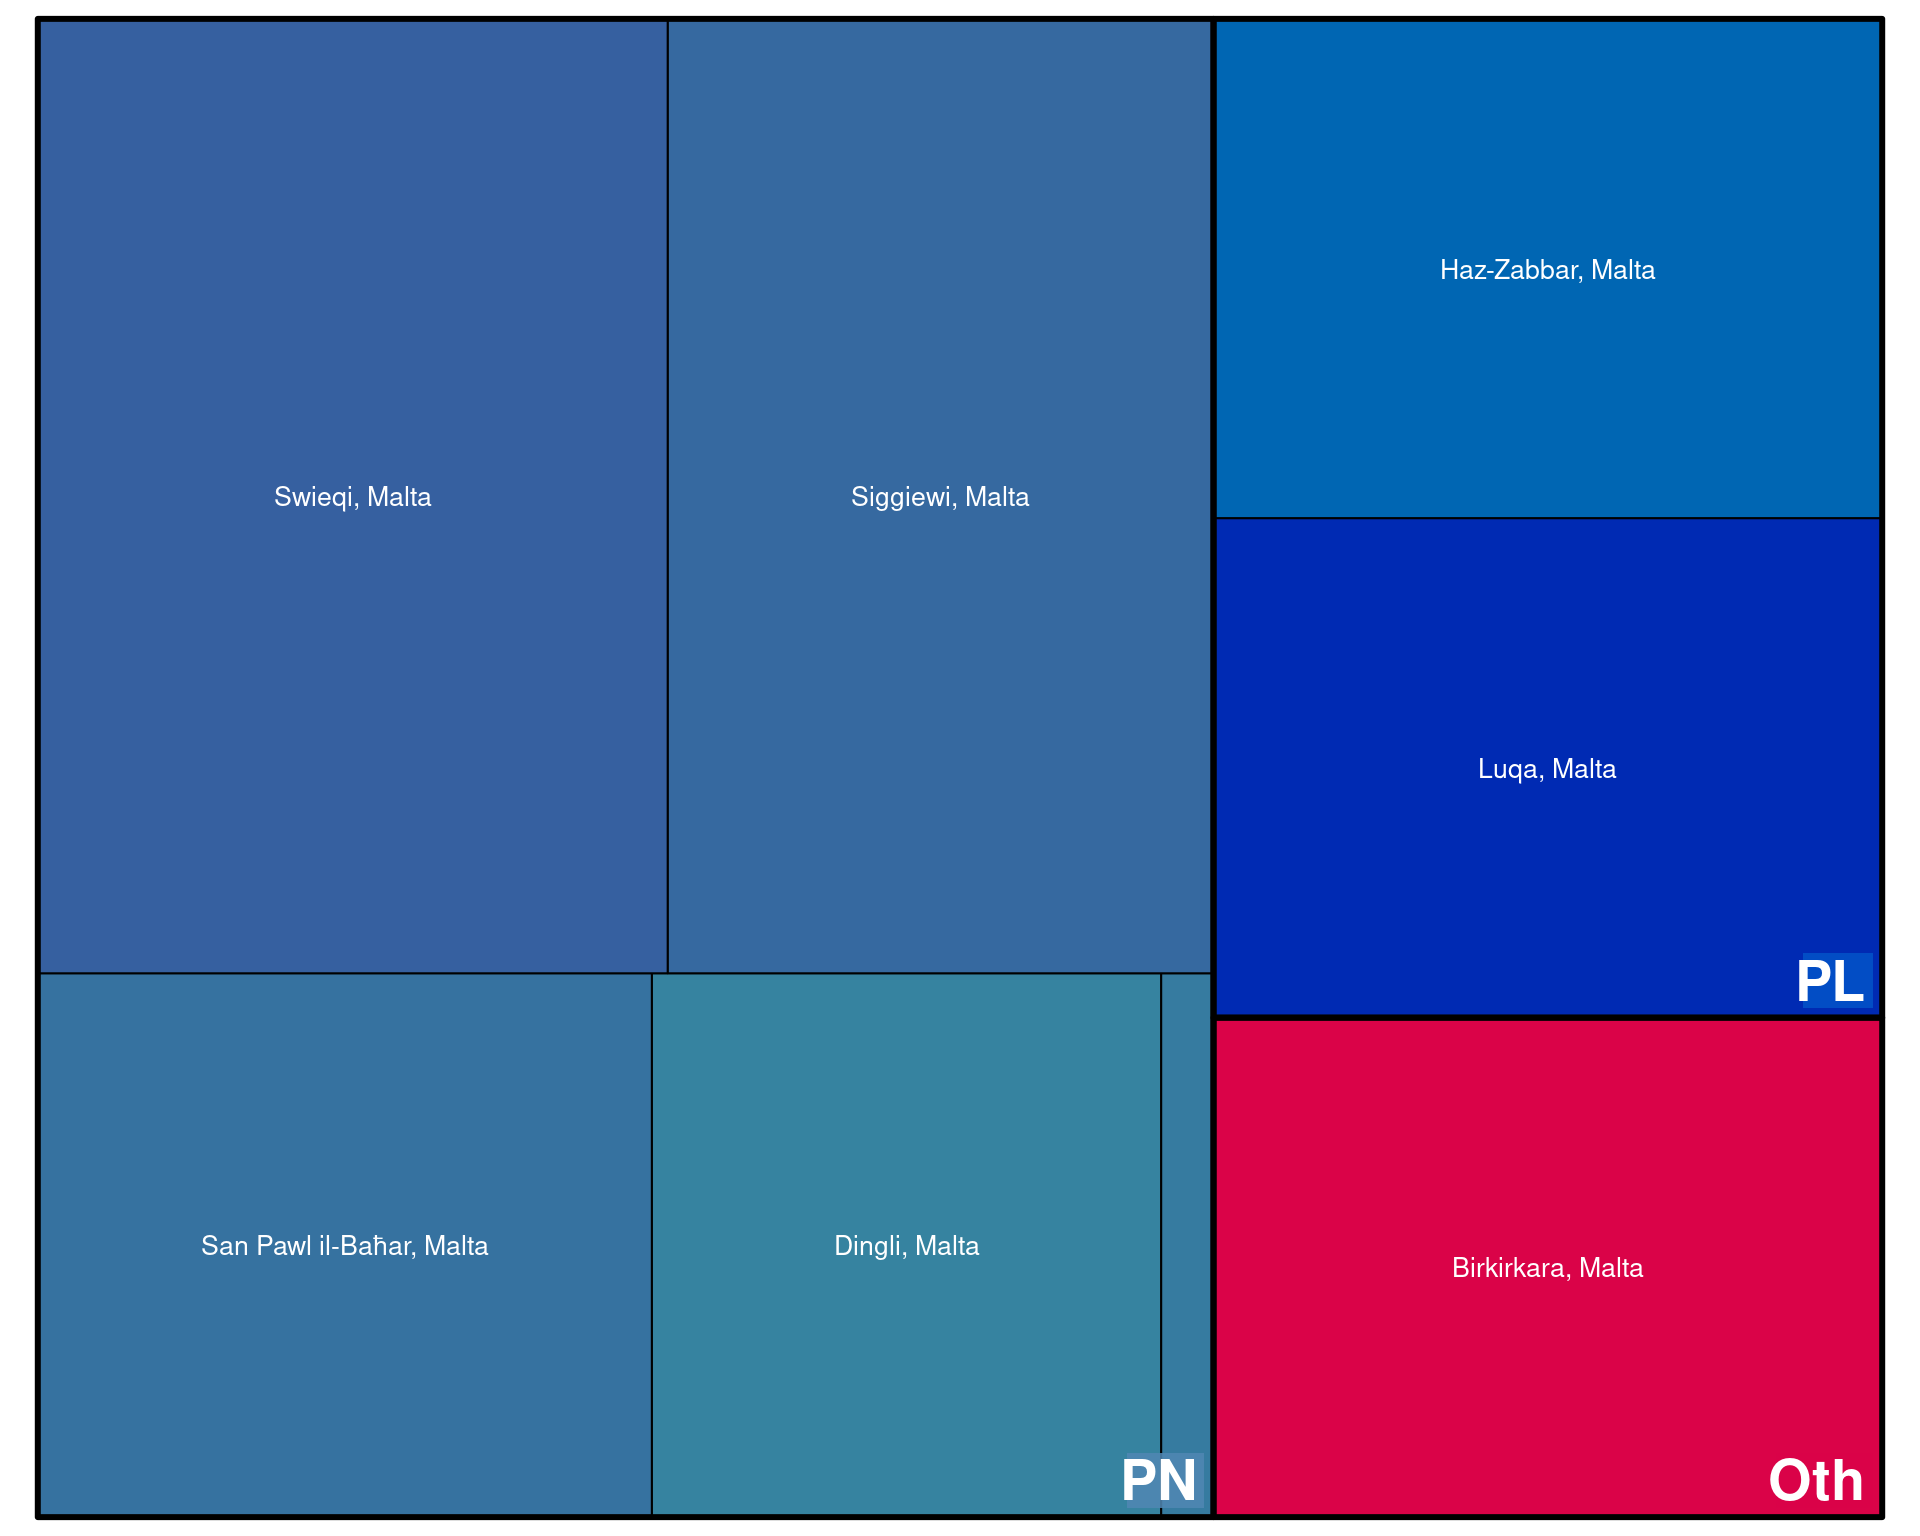 Swieqi, Malta
Siggiewi, Malta
San Pawl il-Baħar, Malta
Dingli, Malta
PN
Haz-Zabbar, Malta
Luqa, Malta
PL
Birkirkara, Malta
Oth